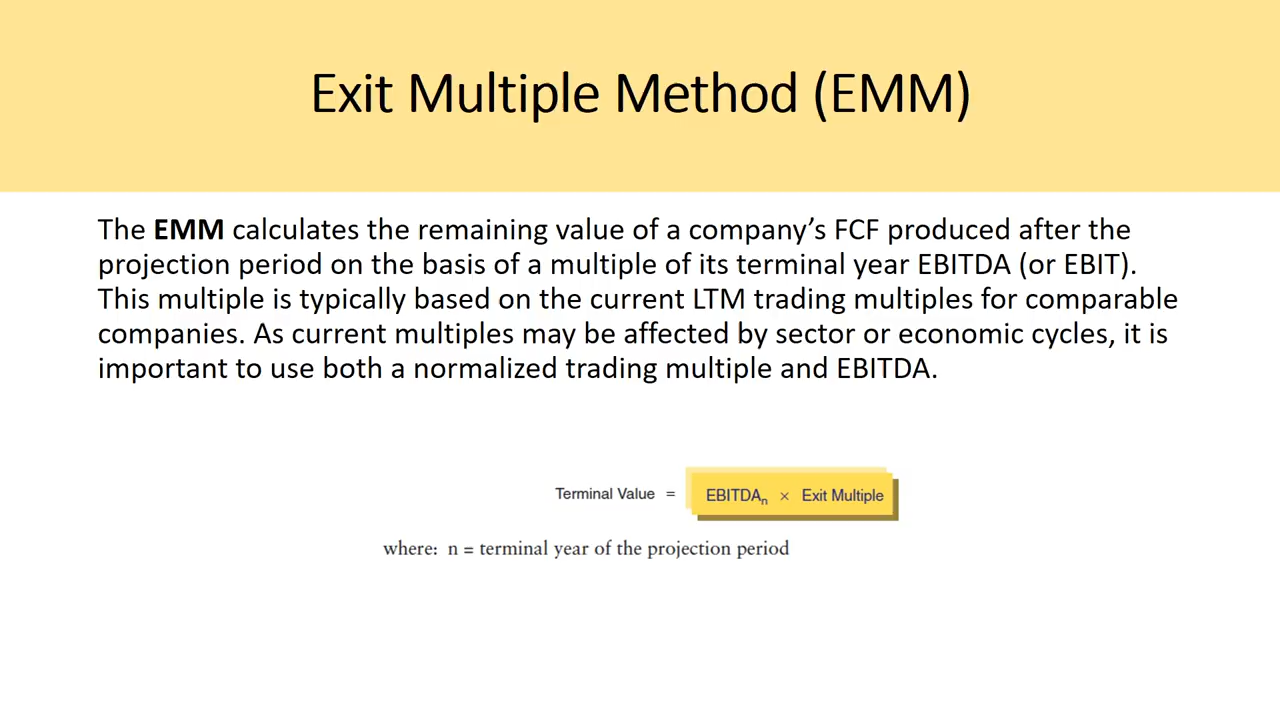 Exit Multiple Method (EMM)
The EMM calculates the remaining value of a company’s FCF produced after the
projection period on the basis of a multiple of its terminal year EBITDA (or EBIT).
This multiple is typically based on the current LTM trading multiples for comparable
companies. As current multiples may be affected by sector or economic cycles, it is
important to use both a normalized trading multiple and EBITDA.
Terminal Value = EBITDAn × Exit Multiple
where: n = terminal year of the projection period